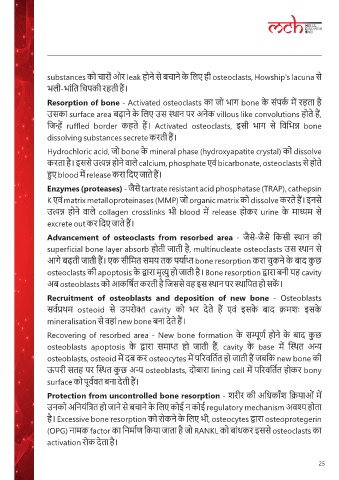 mch
substances को चारों ओर leak होने से बचाने के लिए ही osteoclasts, Howship's lacuna से
भली-भांति चिपकी रहती हैं।
Resorption of bone - Activated osteoclasts का जो भाग bone के संपर्क में रहता है
उसका surface area बढ़ाने के लिए उस स्थान पर अनेक villous like convolutions होते हैं,
जिन्हें ruffled border कहते हैं। Activated osteoclasts, इसी भाग से विभिन्न bone
dissolving substances secrete करती हैं।
Hydrochloric acid, जो bone के mineral phase (hydroxyapatite crystal) को dissolve
करता है। इससे उत्पन्न होने वाले calcium, phosphate एवं bicarbonate, osteoclasts से होते
हुए blood में release करा दिए जाते हैं।
Enzymes (proteases) - जैसे tartrate resistant acid phosphatase (TRAP), cathepsin
K एवं matrix metalloproteinases (MMP) जो organic matrix को dissolve करते हैं। इनसे
उत्पन्न होने वाले collagen crosslinks भी blood में release होकर urine के माध्यम से
excrete out कर दिए जाते हैं।
Advancement of osteoclasts from resorbed area - जैसे-जैसे किसी स्थान की
superficial bone layer absorb होती जाती है, multinucleate osteoclasts उस स्थान से
आगे बढ़ती जाती हैं। एक सीमित समय तक पर्याप्त bone resorption करा चुकने के बाद कुछ
osteoclasts की apoptosis के द्वारा मृत्यु हो जाती है। Bone resorption द्वारा बनी यह cavity
अब osteoblasts को आकर्षित करती है जिससे वह इस स्थान पर स्थापित हो सकें।
Recruitment of osteoblasts and deposition of new bone - Osteoblasts
सर्वप्रथम osteoid से उपरोक्त cavity को भर देते हैं एवं इसके बाद क्रमशः इसके
mineralisation से वहां new bone बना देते हैं।
Recovering of resorbed area - New bone formation के सम्पूर्ण होने के बाद कुछ
osteoblasts apoptosis के द्वारा समाप्त हो जाती हैं, cavity के base में स्थित अन्य
osteoblasts, osteoid में दब कर osteocytes में परिवर्तित हो जाती हैं जबकि new bone की
ऊपरी सतह पर स्थित कुछ अन्य osteoblasts, दोबारा lining cell में परिवर्तित होकर bony
surface को पूर्ववत बना देती हैं।
Protection from uncontrolled bone resorption - शरीर की अधिकाँश क्रियाओं में
उनको अनियंत्रित हो जाने से बचाने के लिए कोई न कोई regulatory mechanism अवश्य होता
है। Excessive bone resorption को रोकने के लिए भी, osteocytes द्वारा osteoprotegerin
(OPG) नामक factor का निर्माण किया जाता है जो RANKL को बांधकर इससे osteoclasts का
activation रोक देता है।
25